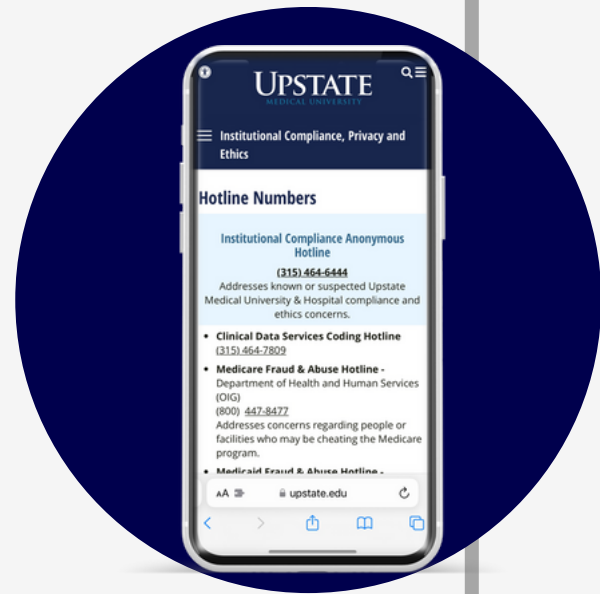 UPSTATE
MEDICAL UNIVERSITY
Institutional Compliance, Privacy and
Ethics
Hotline Numbers
Institutional Compliance Anonymous
Hotline
(315) 464-6444
Addresses known or suspected Upstate
Medical University & Hospital compliance and
ethics concerns.
• Clinical Data Services Coding Hotline
(315) 464-7809
• Medicare Fraud & Abuse Hotline -
Department of Health and Human Services
(OIG)
(800) 447-8477
Addresses concerns regarding people or
facilities who may be cheating the Medicare
program.
• Medicaid Fraud & Abuse Hotline -
AA upstate.edu